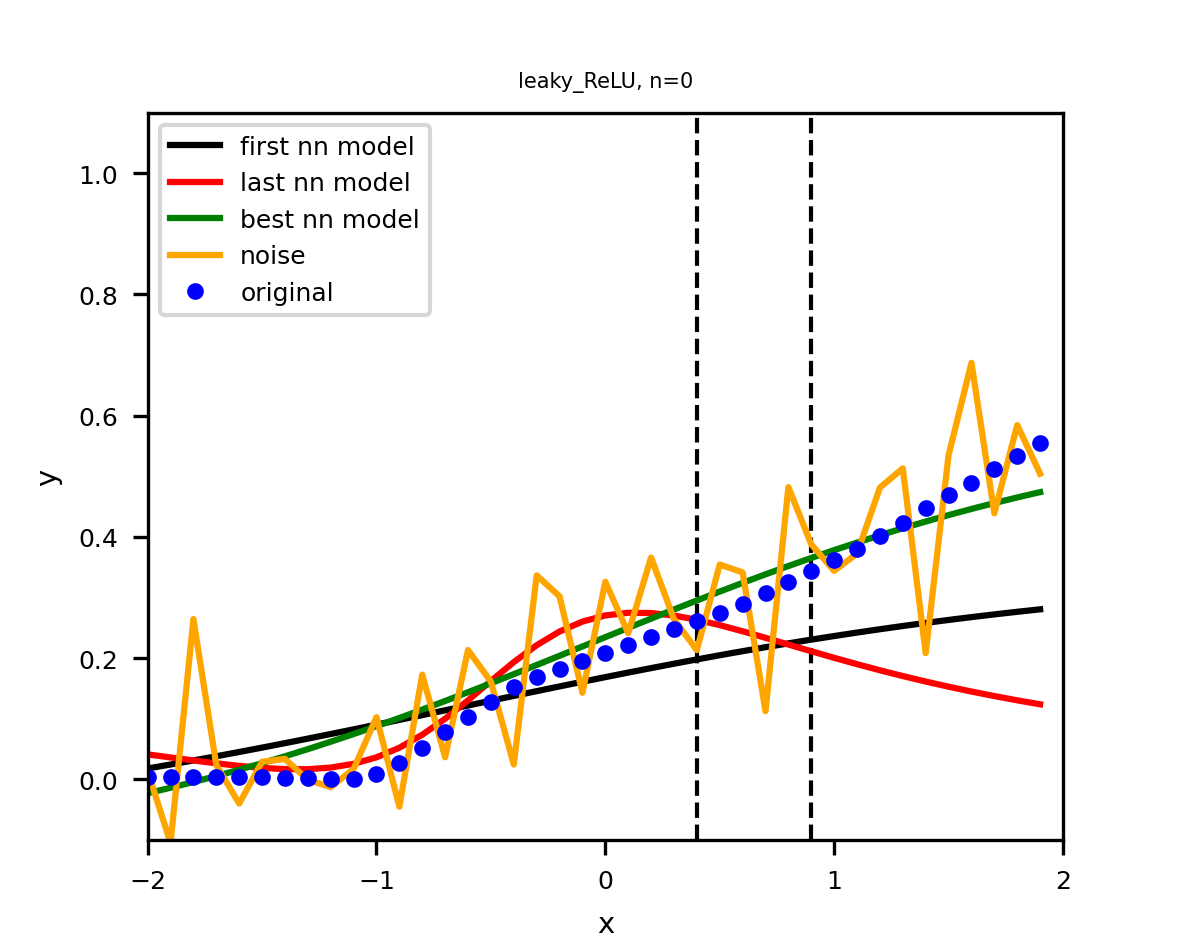 leaky_ReLU, n=0
first nn model
last nn model
best nn model
noise
original
1.0
0.8
0.6
0.4
0.2
0.0
y
−2
−1
0
1
2
x